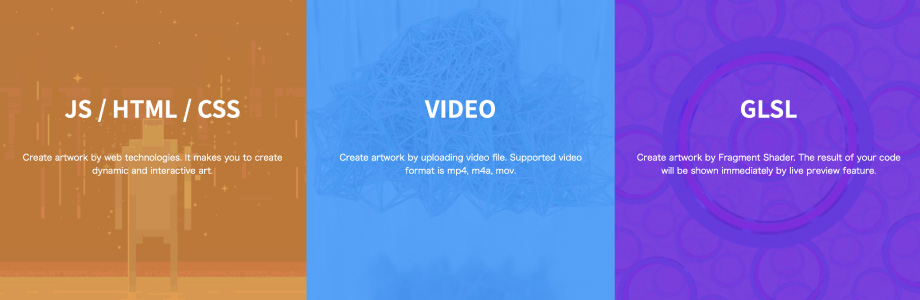 JS / HTML / CSS
Create artwork by web technologies. It makes you to create
dynamic and interactive art.
VIDEO
Create artwork by uploading video file. Supported video
format is mp4, m4a, mov.
GLSL
Create artwork by Fragment Shader. The result of your code
will be shown immediately by live preview feature.